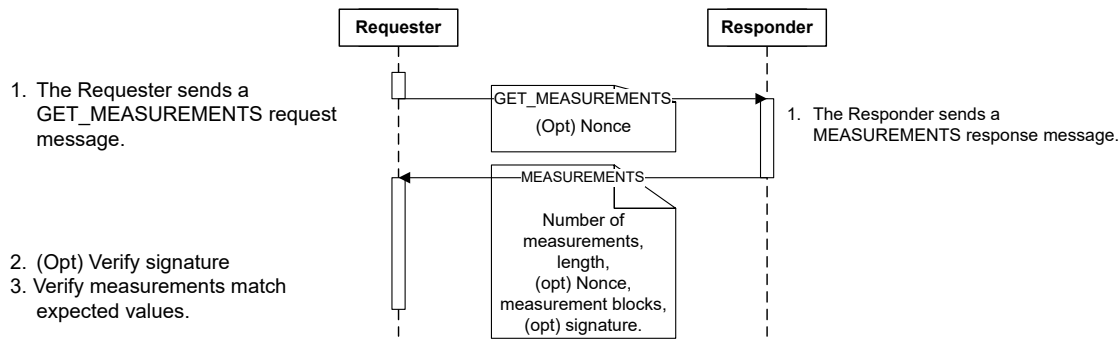 Requester
Responder
1. The Requester sends a
GET_MEASUREMENTS request
message.
GET_MEASUREMENTS
(Opt) Nonce
1. The Responder sends a
MEASUREMENTS response message.
MEASUREMENTS
Number of
measurements,
length,
(opt) Nonce,
measurement blocks,
(opt) signature.
2. (Opt) Verify signature
3. Verify measurements match
expected values.